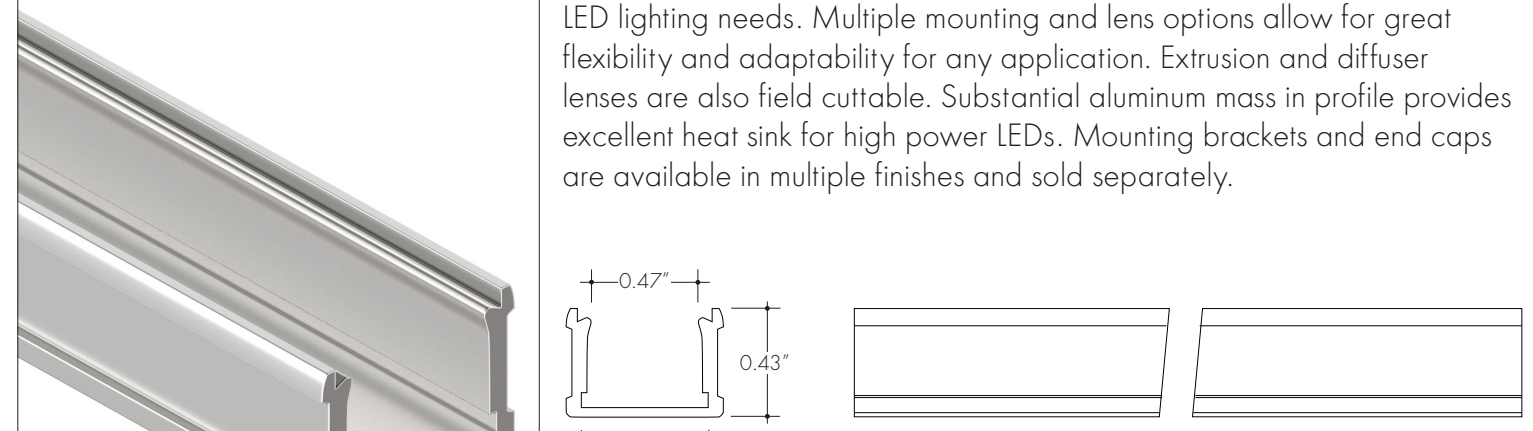 LED lighting needs. Multiple mounting and lens options allow for great
flexibility and adaptability for any application. Extrusion and diffuser
lenses are also field cuttable. Substantial aluminum mass in profile provides
excellent heat sink for high power LEDs. Mounting brackets and end caps
are available in multiple finishes and sold separately.
0.47"
0.43"